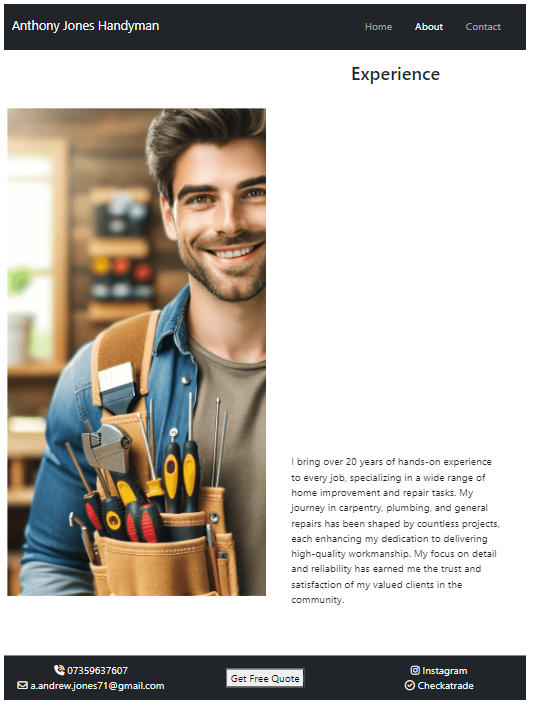 Anthony Jones Handyman
Home About Contact
Experience
I bring over 20 years of hands-on experience
to every job, specializing in a wide range of
home improvement and repair tasks. My
journey in carpentry, plumbing, and general
repairs has been shaped by countless projects,
each enhancing my dedication to delivering
high-quality workmanship. My focus on detail
and reliability has earned me the trust and
satisfaction of my valued clients in the
community.
07359637607
a.andrew.jones71@gmail.com
Get Free Quote
Instagram
Checkatrade